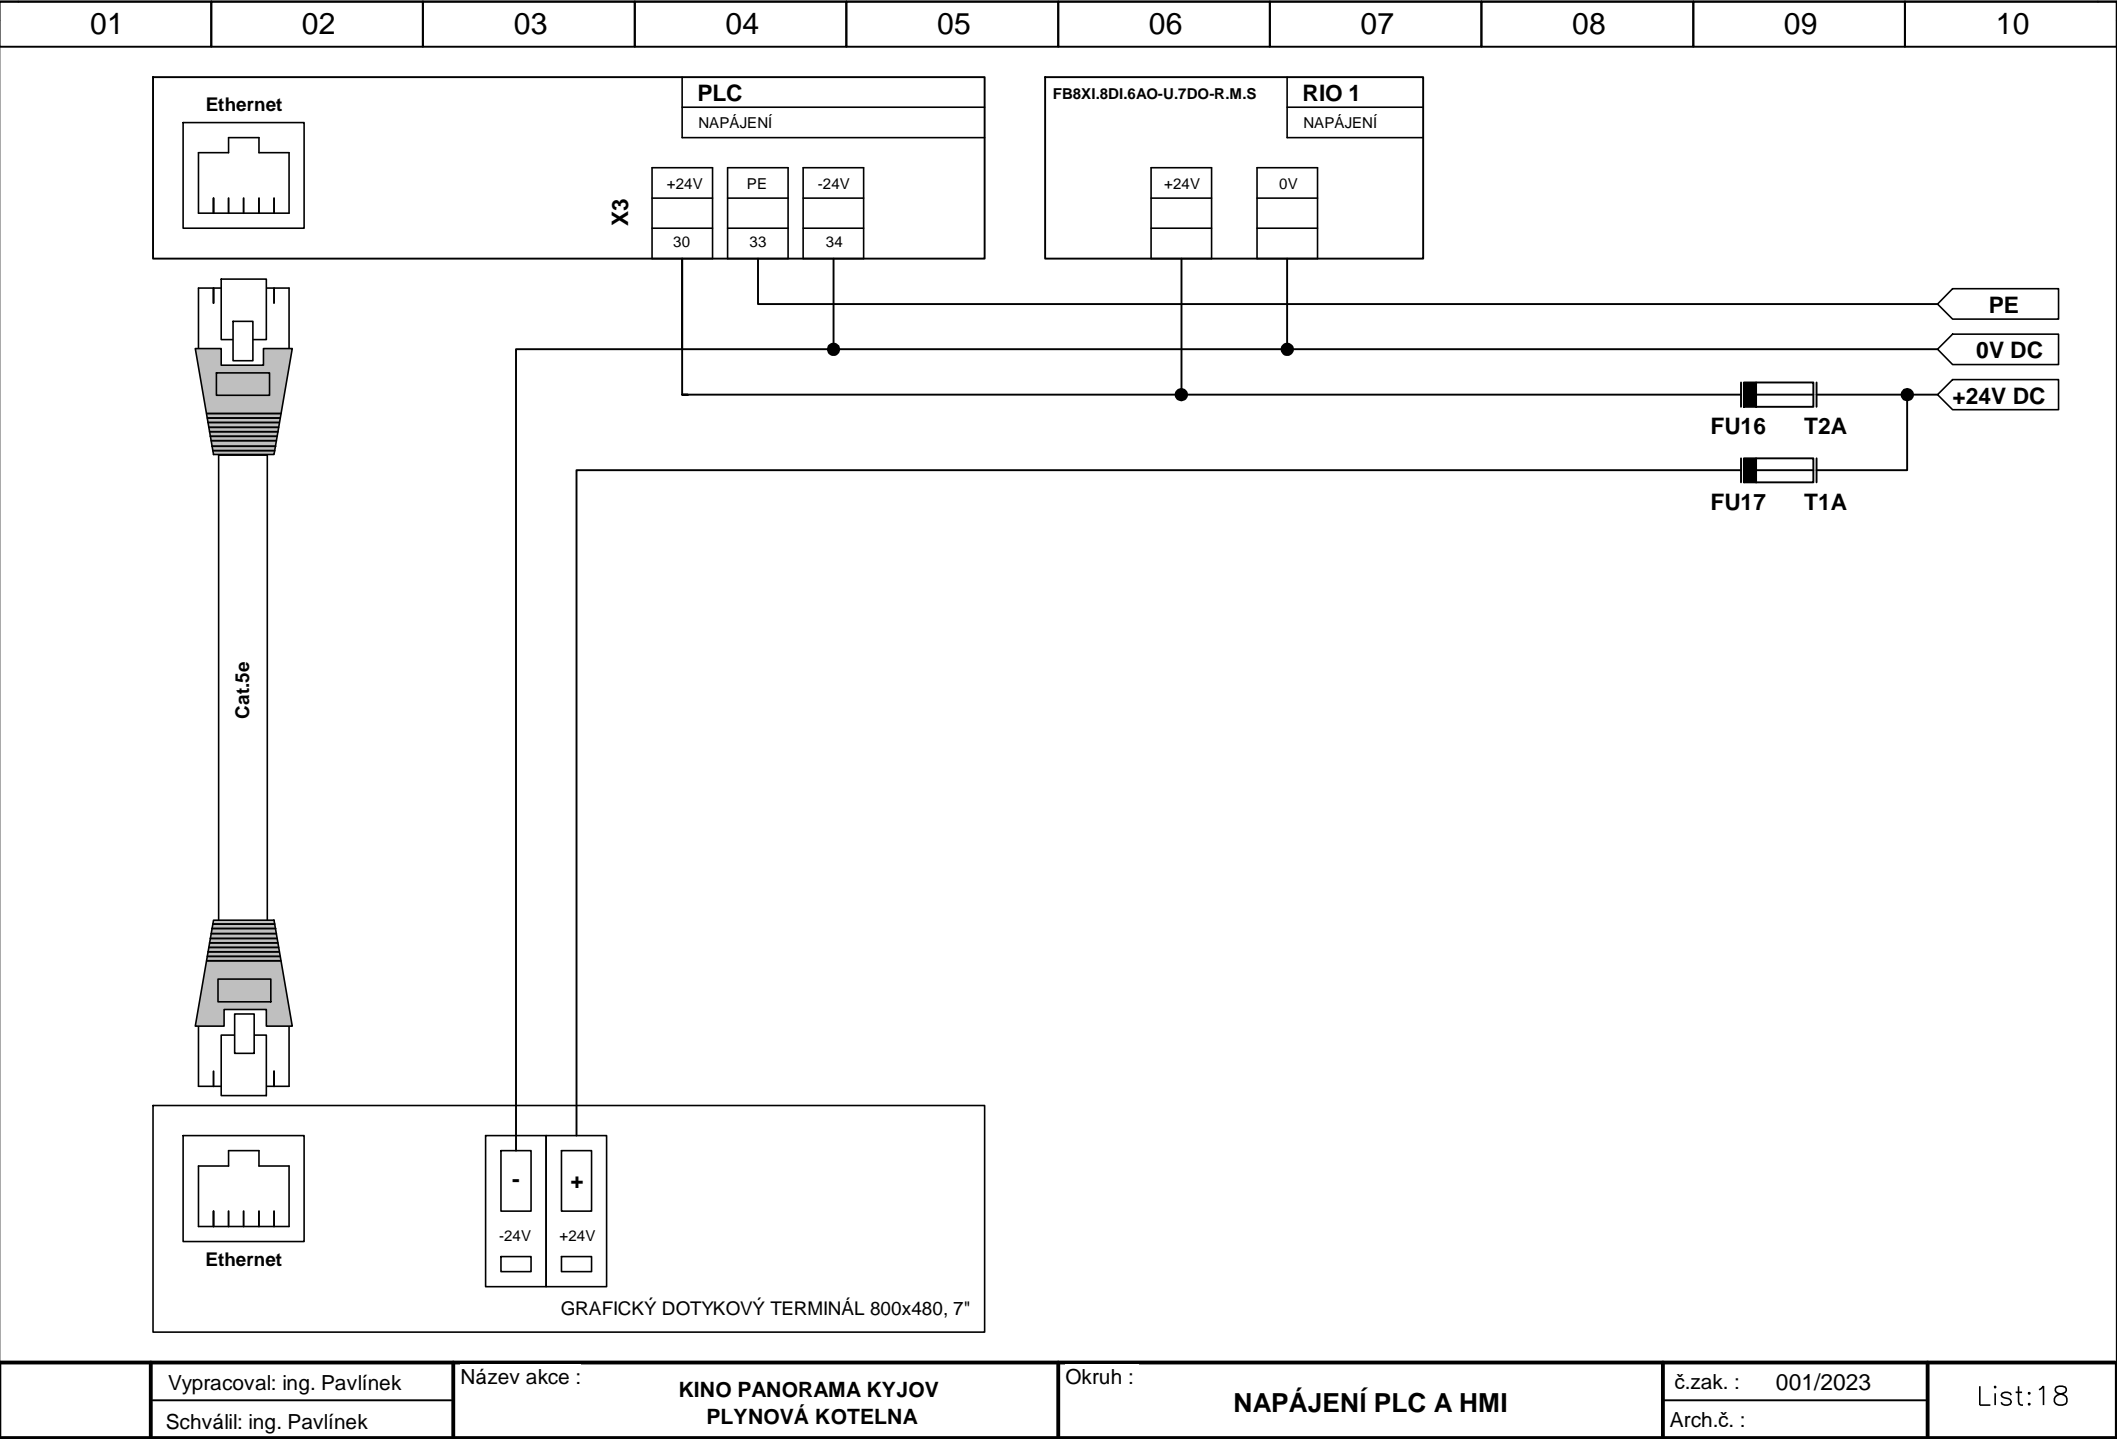 01 02 03 04 05 06 07 08 09 10
Ethernet
PLC
NAPÁJENÍ
X3
+24V PE -24V
30 33 34
FB8XI.8DI.6AO-U.7DO-R.M.S
RIO 1
NAPÁJENÍ
+24V 0V
PE
0V DC
+24V DC
FU16 T2A
FU17 T1A
Cat.5e
- +
-24V +24V
Ethernet
GRAFICKÝ DOTYKOVÝ TERMINÁL 800x480, 7"
Vypracoval: ing. Pavlínek
Schválil: ing. Pavlínek
Název akce :
KINO PANORAMA KYJOV
PLYNOVÁ KOTELNA
Okruh :
NAPÁJENÍ PLC A HMI
č.zak. : 001/2023
Arch.č. :
List:18